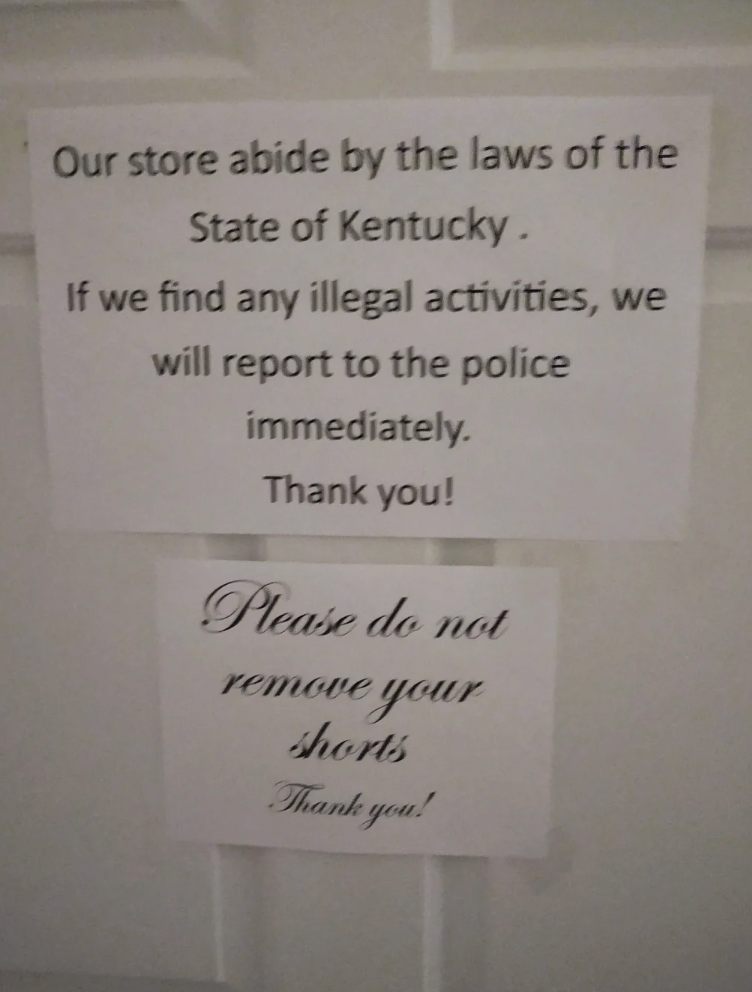 Our store abide by the laws of the
State of Kentucky .
If we find any illegal activities, we
will report to the police
immediately.
Thank you!
Please do not
remove your
shorts
Thank you!